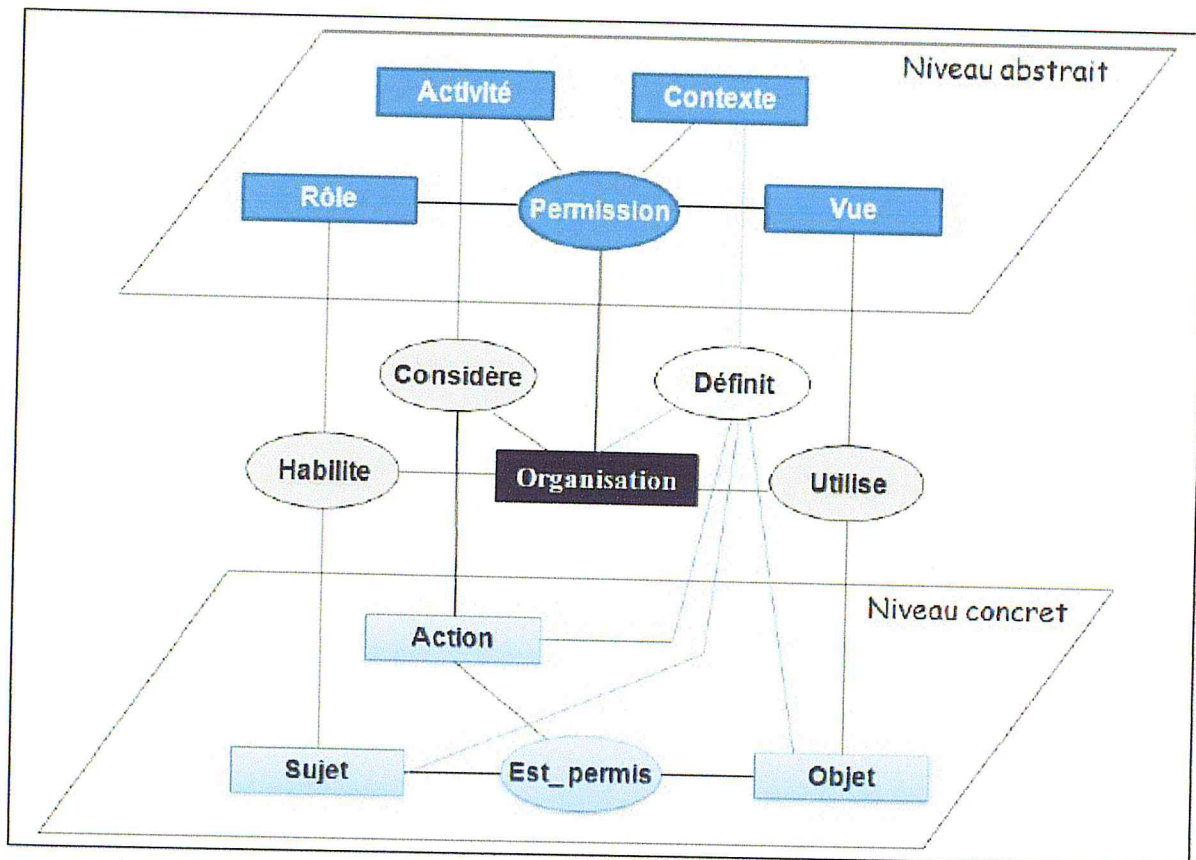 Niveau abstrait
Activité
Contexte
Rôle
Permission
Vue
Considère
Définit
Habilite
Organisation
Utilise
Niveau concret
Action
Sujet
Est_permis
Objet